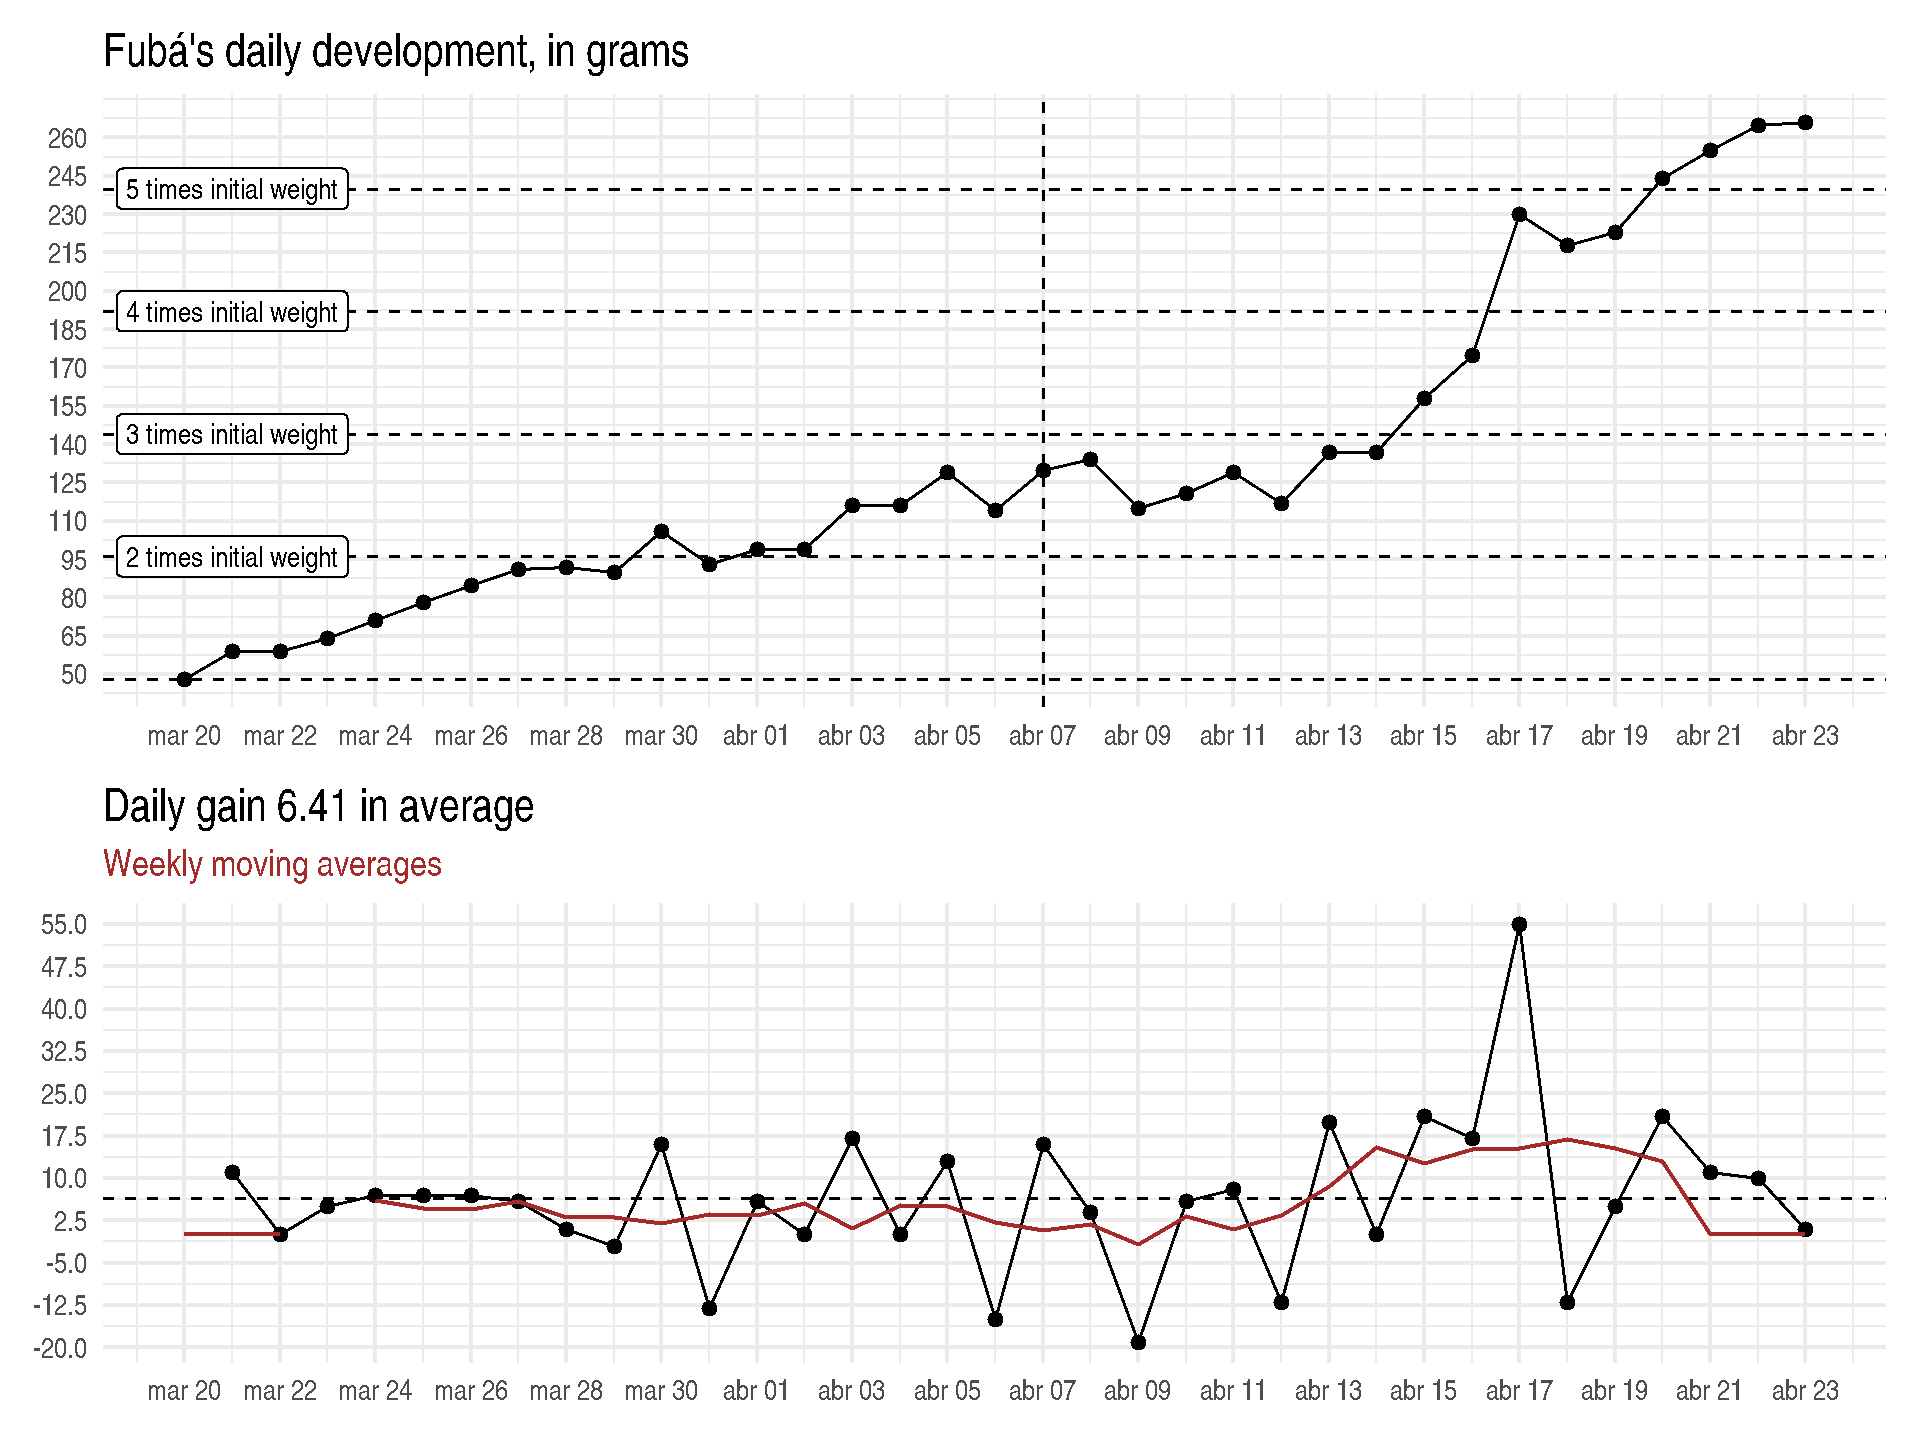 Fubá's daily development, in grams
260
245
5 times initial weight
230
215
200
4 times initial weight
185
170
155
3 times initial weight
140
125
110
95
2 times initial weight
80
65
50
mar 20 mar 22 mar 24 mar 26 mar 28 mar 30 abr 01 abr 03 abr 05 abr 07 abr 09 abr 11 abr 13 abr 15 abr 17 abr 19 abr 21 abr 23
Daily gain 6.41 in average
Weekly moving averages
55.0
47.5
40.0
32.5
25.0
17.5
10.0
2.5
-5.0
-12.5
-20.0
mar 20 mar 22 mar 24 mar 26 mar 28 mar 30 abr 01 abr 03 abr 05 abr 07 abr 09 abr 11 abr 13 abr 15 abr 17 abr 19 abr 21 abr 23